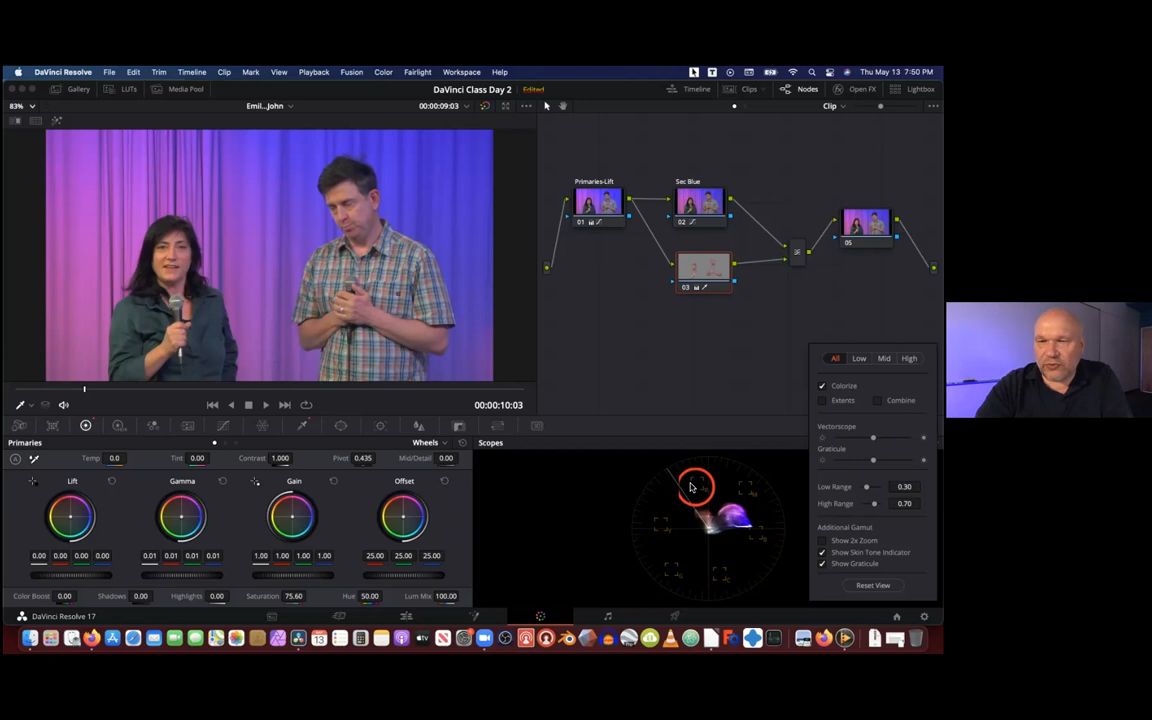 DaVinci Resolve File Edit Trim Timeline Clip Mark View Playback Fusion Color Fairlight Workspace Help Thu May 13 7:50 PM
Gallery LUTs Media Pool DaVinci Class Day 2 Edited Timeline Clips Nodes Open FX Lightbox
83% Emil...John 00:00:09:03 Clip
Primaries-Lift Sec Blue
01 02
05
03
All Low Mid High
Colorize
Extents Combine
00:00:10:03
Vectorscope
Primaries Wheels Scopes
Graticule
Temp 0.0 Tint 0.00 Contrast 1.000 Pivot 0.435 Mid/Detail 0.00
Lift Gamma Gain Offset
Low Range 0.30
High Range 0.70
Additional Gamut
Show 2x Zoom
Show Skin Tone Indicator
0.00 0.00 0.00 0.00 0.01 0.01 0.01 0.01 1.00 1.00 1.00 1.00 25.00 25.00 25.00
Show Graticule
Reset View
Color Boost 0.00 Shadows 0.00 Highlights 0.00 Saturation 75.60 Hue 50.00 Lum Mix 100.00
DaVinci Resolve 17